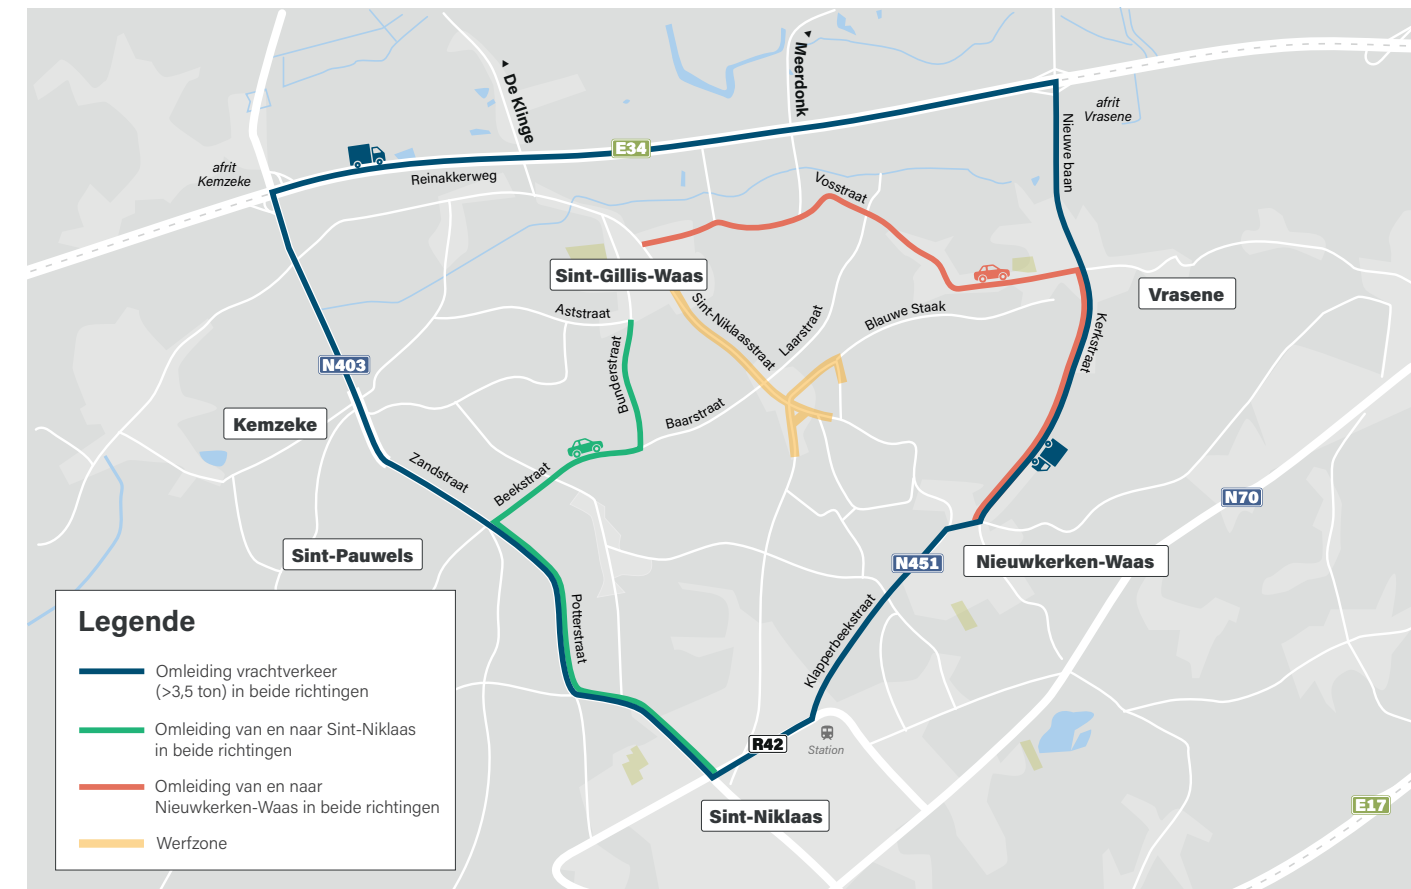 Meerdonk
De Klinge
afrit
Vrasene
Nieuwe baan
E34
afrit
Kemzeke
Reinakkerweg
Vosstraat
Sint-Gillis-Waas
Vrasene
Sint-Niklaasstraat
Aststraat
Laarstraat
Blauwe Staak
Kerkstraat
Bunderstraat
N403
Baarstraat
Kemzeke
Zandstraat
Beekstraat
N70
Sint-Pauwels
N451
Nieuwkerken-Waas
Potterstraat
Klapperbeekstraat
R42
Station
E17
Sint-Niklaas
Legende
Omleiding vrachtverkeer
(>3,5 ton) in beide richtingen
Omleiding van en naar Sint-Niklaas
in beide richtingen
Omleiding van en naar
Nieuwkerken-Waas in beide richtingen
Werfzone